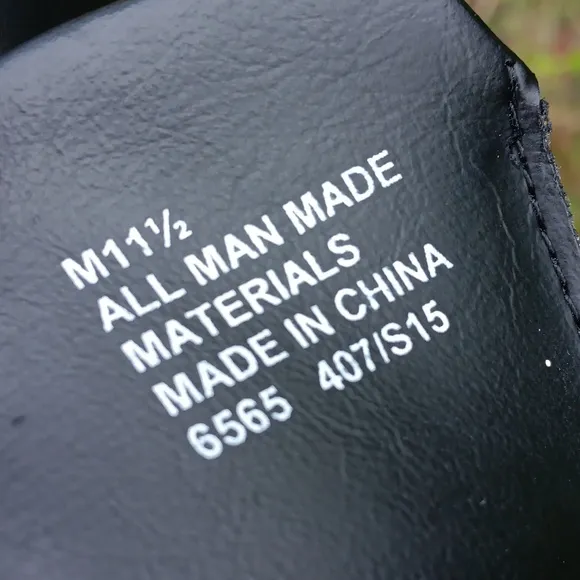 M11½
ALL MAN MADE
MATERIALS
MADE IN CHINA
6565 407/S15